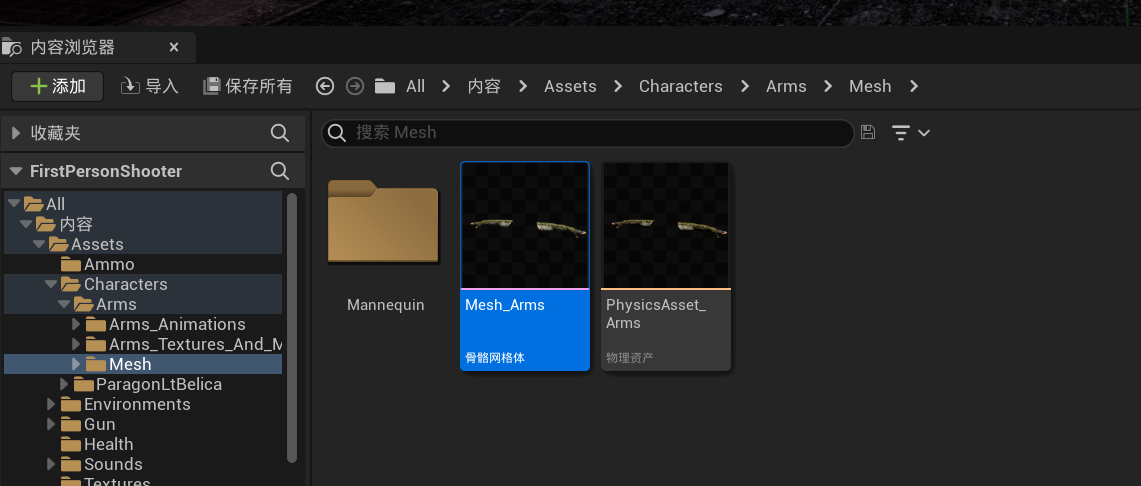 内容浏览器
添加 导入 保存所有 All 内容 Assets Characters Arms Mesh
收藏夹
搜索 Mesh
FirstPersonShooter
All
内容
Assets
Ammo
Characters
Arms
Arms_Animations
Arms_Textures_And_M
Mesh
ParagonLtBelica
Environments
Gun
Health
Sounds
Textures
Mannequin
Mesh_Arms
骨骼网格体
PhysicsAsset_
Arms
物理资产